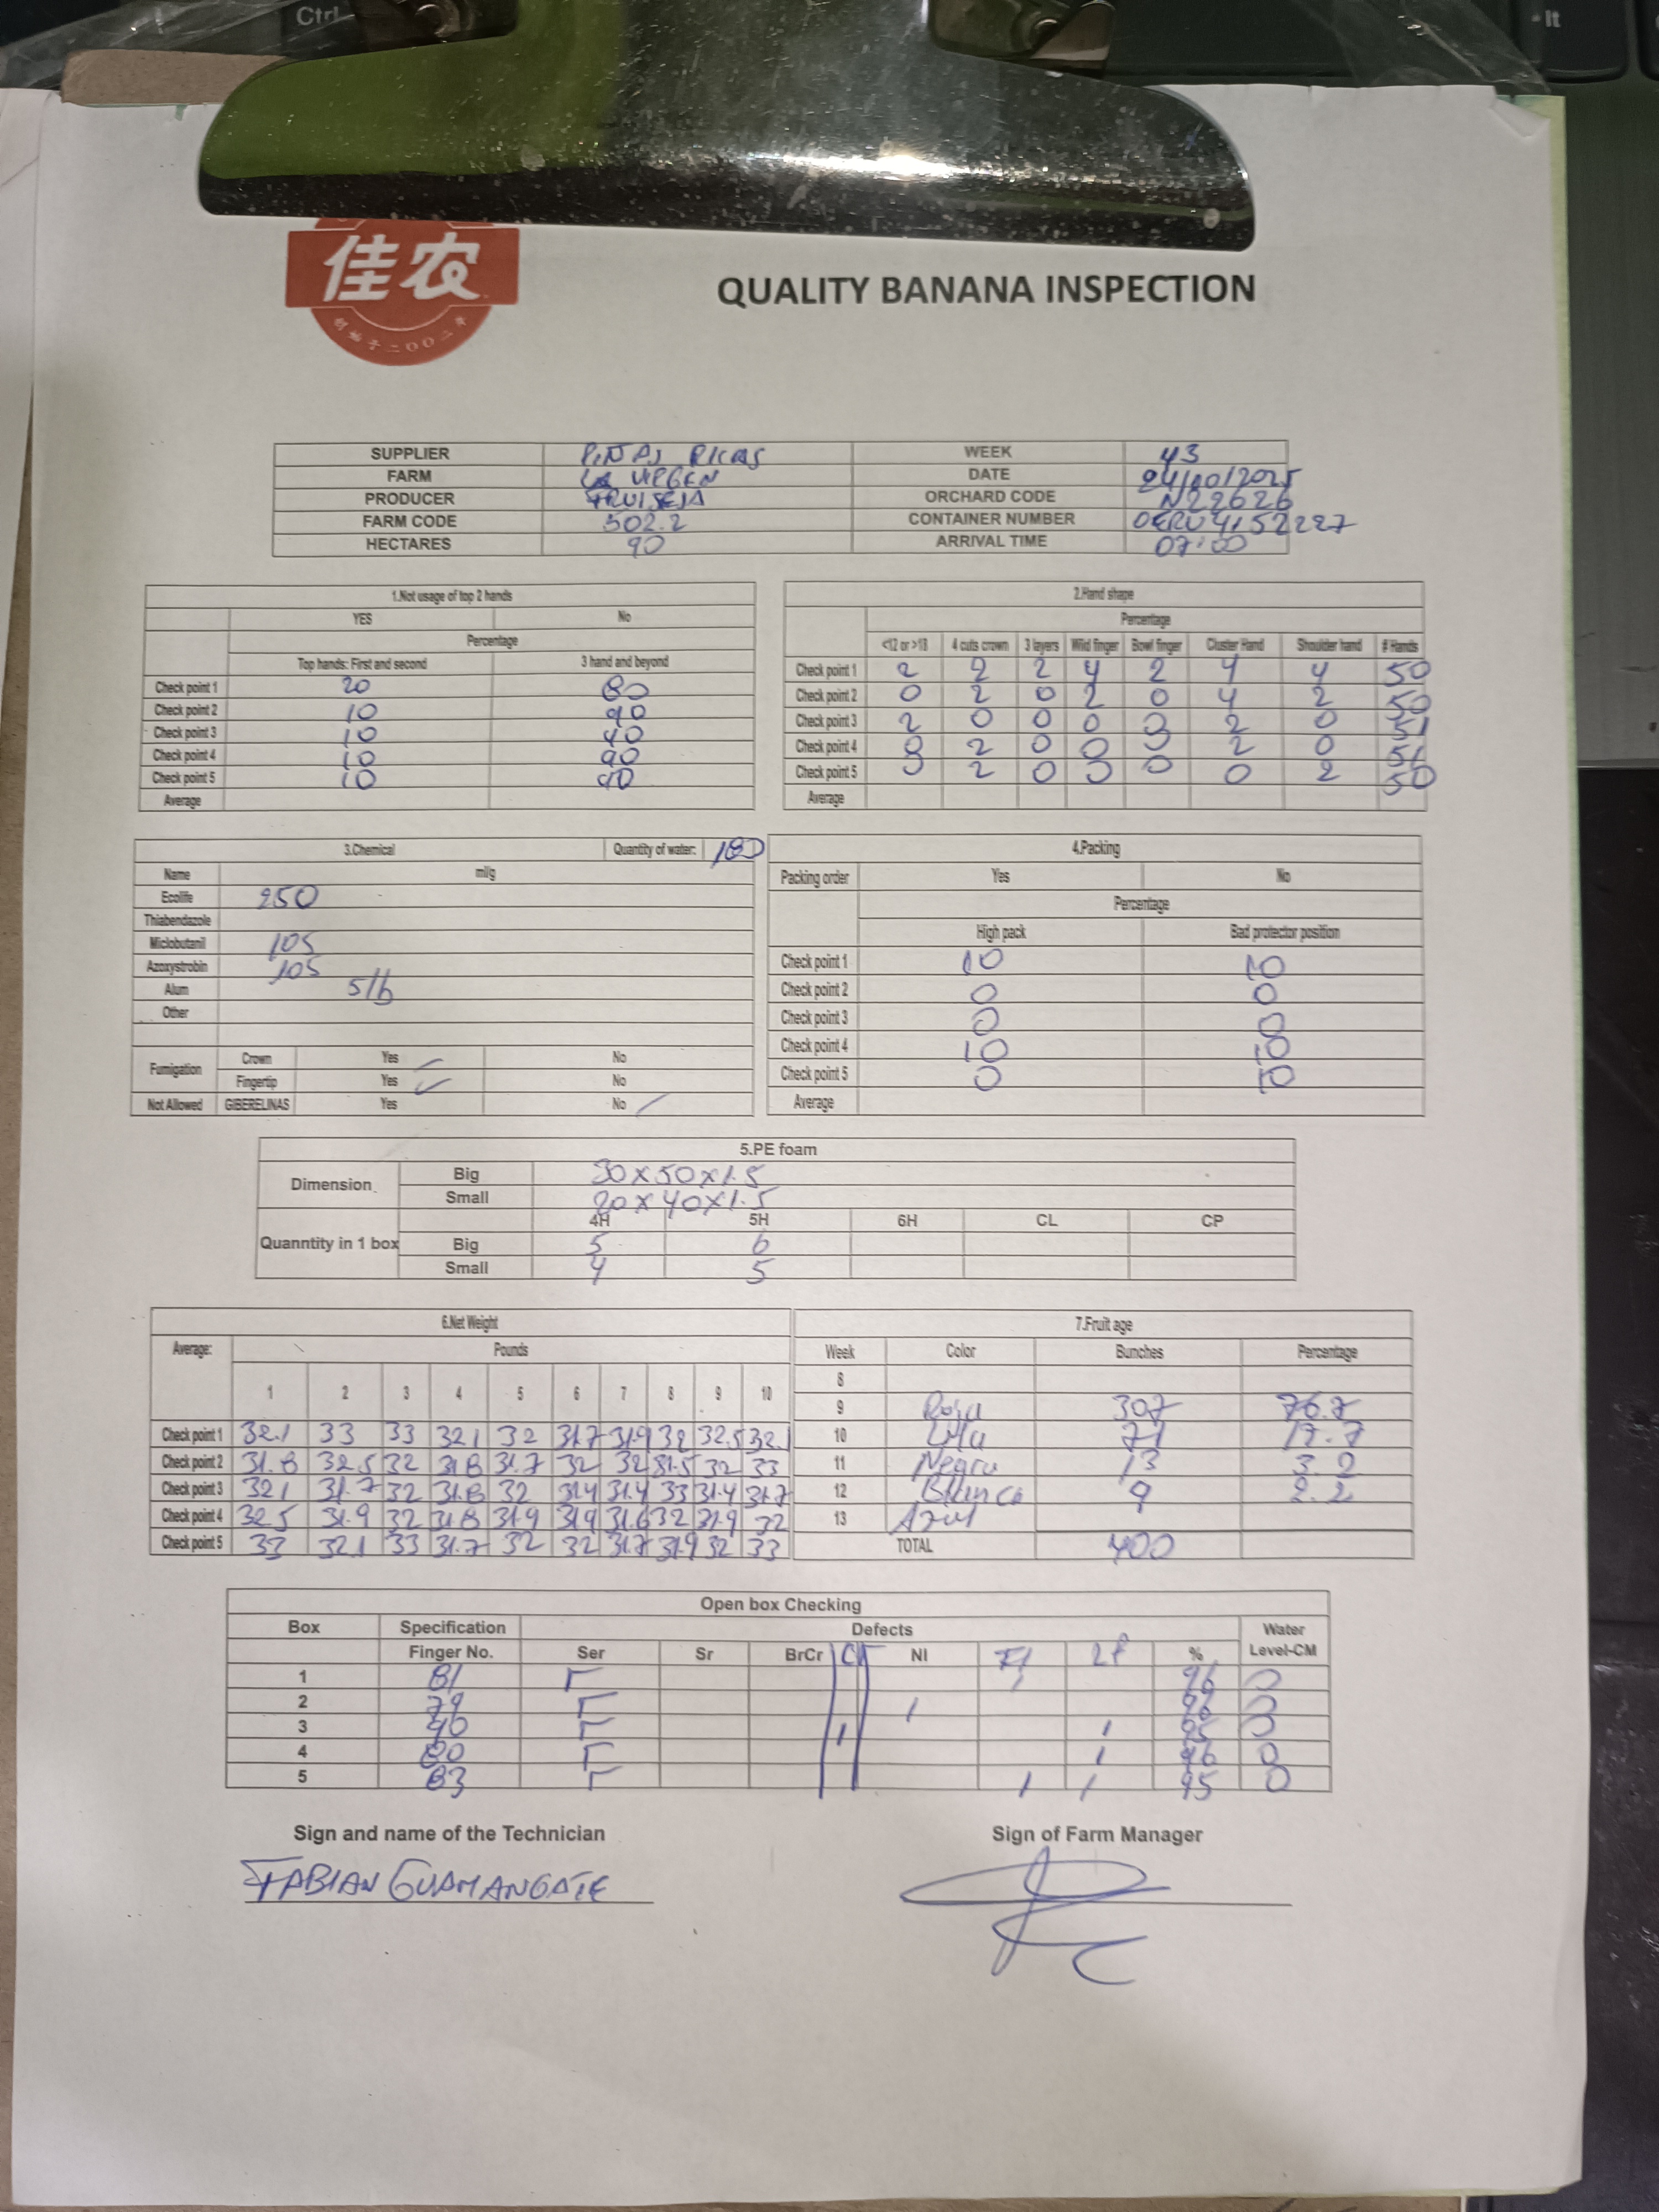 Ctrl
佳农
创始于二〇〇二年
QUALITY BANANA INSPECTION
SUPPLIER PINTAS RICAS WEEK 43
FARM LA VIRGEN DATE 24/10/2025
PRODUCER FRUISEJA ORCHARD CODE N22626
FARM CODE 502.2 CONTAINER NUMBER OERU4152227
HECTARES 90 ARRIVAL TIME 07:00
1.Not usage of top 2 hands
YES No
Percentage
Top hands: First and second 3 hand and beyond
Check point 1 20 80
Check point 2 10 90
Check point 3 10 90
Check point 4 10 90
Check point 5 10 90
Average
2.Hand shape
Percentage
<12 or >18 4 cuts crown 3 layers Wild finger Bowl finger Cluster Hand Shoulder hand # Hands
Check point 1 2 2 2 4 2 4 4 50
Check point 2 0 2 0 2 0 4 2 50
Check point 3 2 0 0 0 0 2 0 51
Check point 4 0 2 0 0 0 2 0 51
Check point 5 0 2 0 0 0 0 2 50
Average
3.Chemical Quantity of water: 180
Name ml/g
Ecolife 250
Thiabendazole
Miclobutanil 105
Azoxystrobin 105
Alum 5lb
Other
Fumigation Crown Yes No
Fingertip Yes No
Not Allowed GIBERELINAS Yes No
4.Packing
Packing order Yes No
Percentage
High pack Bad protector position
Check point 1 10 10
Check point 2 0 0
Check point 3 0 0
Check point 4 10 10
Check point 5 0 10
Average
5.PE foam
Dimension Big 30x50x1.5
Small 20x40x1.5
4H 5H 6H CL CP
Quanntity in 1 box Big 5 6
Small 4 5
6.Net Weight
Average: Pounds
1 2 3 4 5 6 7 8 9 10
Check point 1 32.1 33 33 32.1 32 31.7 31.9 32 32.5 32.1
Check point 2 31.8 32.5 32 31.8 31.7 32 32 31.5 32 33
Check point 3 32.1 31.7 32 31.8 32 31.4 31.4 33 31.4 31.7
Check point 4 32.5 31.9 32 31.8 31.9 31.9 31.6 32 31.9 32
Check point 5 33 32.1 33 31.7 32 32 31.7 31.9 32 33
7.Fruit age
Week Color Bunches Percentage
8
9 Roja 307 76.7
10 Lila 71 17.7
11 Negra 13 3.2
12 Blanca 9 2.2
13 Azul
TOTAL 400
Open box Checking
Box Specification Defects Water
Finger No. Ser Sr BrCr NI % Level-CM
1 81 96 0
2 79 96 0
3 95 0
4 80 96 0
5 83 95 0
Sign and name of the Technician Sign of Farm Manager
FABIAN GUAMANGATE